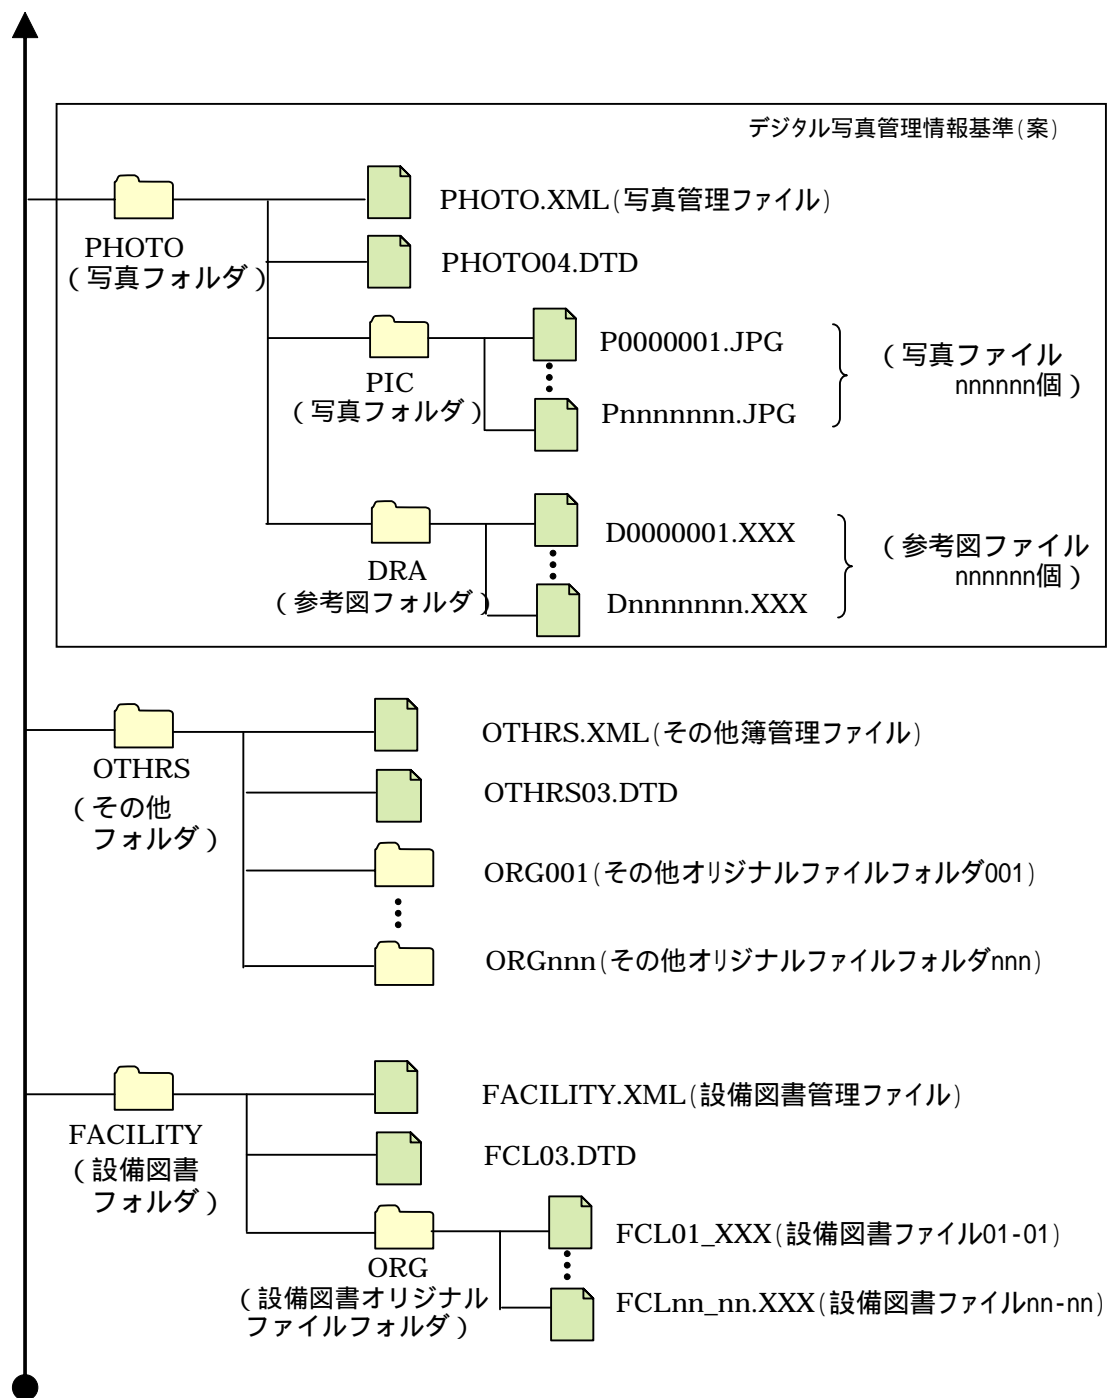 デジタル写真管理情報基準(案)
PHOTO.XML(写真管理ファイル)
PHOTO
(写真フォルダ)
PHOTO04.DTD
P0000001.JPG
(写真ファイル
nnnnnn個)
PIC
(写真フォルダ)
Pnnnnnnn.JPG
D0000001.XXX
(参考図ファイル
nnnnnn個)
DRA
(参考図フォルダ)
Dnnnnnnn.XXX
OTHRS.XML(その他簿管理ファイル)
OTHRS
(その他
フォルダ)
OTHRS03.DTD
ORG001(その他オリジナルファイルフォルダ001)
ORGnnn(その他オリジナルファイルフォルダnnn)
FACILITY.XML(設備図書管理ファイル)
FACILITY
(設備図書
フォルダ)
FCL03.DTD
FCL01_XXX(設備図書ファイル01-01)
ORG
(設備図書オリジナル
ファイルフォルダ)
FCLnn_nn.XXX(設備図書ファイルnn-nn)